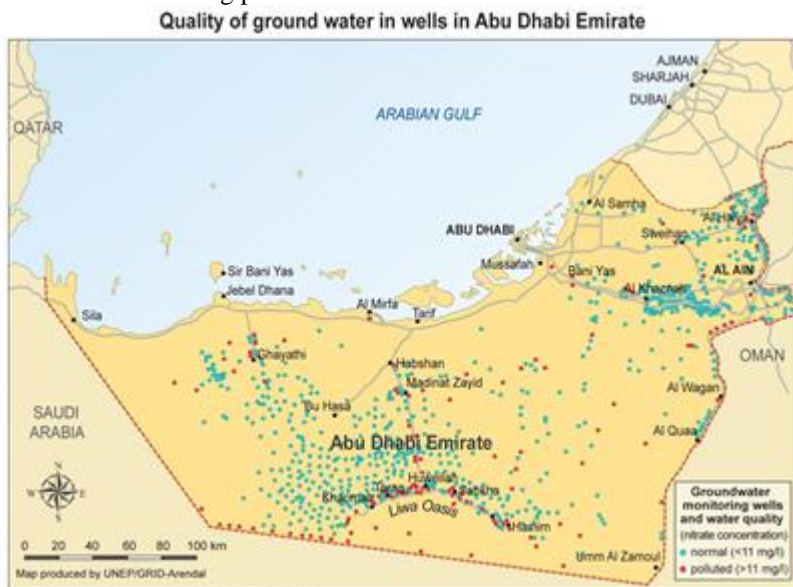 Quality of ground water in wells in Abu Dhabi Emirate
AJMAN
SHARJAH
DUBAI
QATAR
ARABIAN GULF
Al Samha
ABU DHABI
Sweihan
Mussafah
Bani Yas
AL AIN
Sir Bani Yas
Jebel Dhana
Al Khaznah
Al Mirfa
Tarif
Sila
Ghayathi
Habshan
OMAN
Madinat Zayid
Al Wagan
Bu Hasa
SAUDI
ARABIA
Al Quaa
Abu Dhabi Emirate
N
W
E
S
Liwa Oasis
Umm Al Zamoul
0 20 40 60 80 100 km
Map produced by UNEP/GRID-Arendal
Groundwater
monitoring wells
and water quality
(nitrate concentration)
normal (<11 mg/l)
polluted (>11 mg/l)